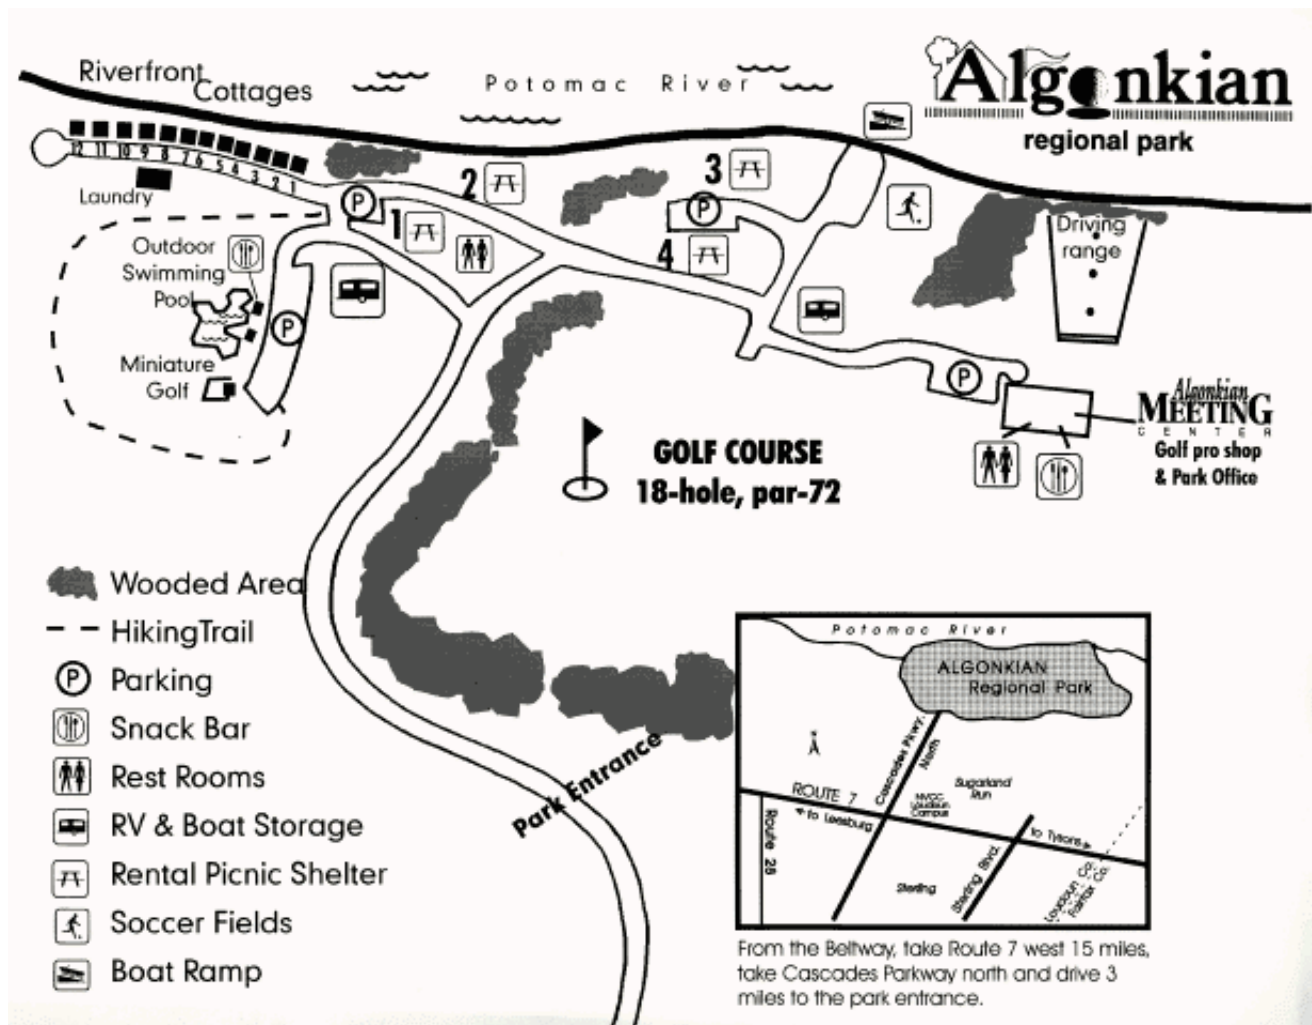 Riverfront
Cottages
Potomac River
Algonkian
regional park
12 11 10 9 8 7 6 5 4 3 2 1
Laundry
P
1
2
3
P
4
Driving
range
Outdoor
Swimming
Pool
P
Miniature
Golf
P
Algonkian
MEETING
CENTER
Golf pro shop
& Park Office
GOLF COURSE
18-hole, par-72
Wooded Area
HikingTrail
P Parking
Snack Bar
Rest Rooms
RV & Boat Storage
Rental Picnic Shelter
Soccer Fields
Boat Ramp
Park Entrance
Potomac River
ALGONKIAN
Regional Park
N
Cascades Pkwy.
North
Sugarland
Run
NVCC
Loudoun
Campus
ROUTE 7
to Leesburg
to Tysons
Route 28
Sterling
Sterling Blvd.
Loudoun Co.
Fairfax Co.
From the Beltway, take Route 7 west 15 miles,
take Cascades Parkway north and drive 3
miles to the park entrance.